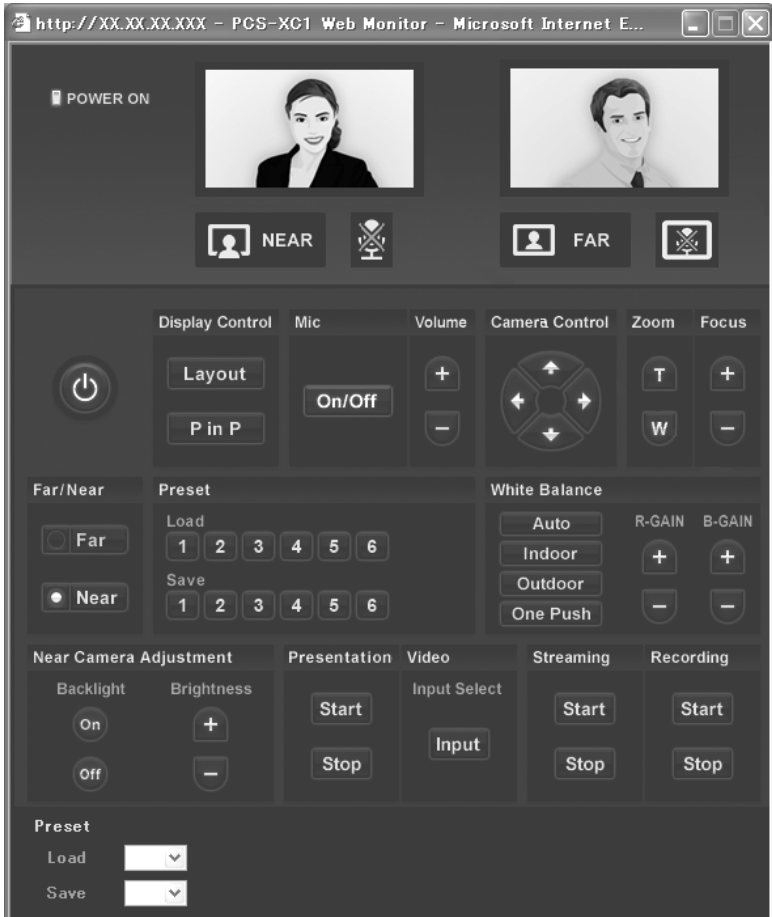 http://XX.XX.XX.XXX - PCS-XC1 Web Monitor - Microsoft Internet E...
POWER ON
NEAR FAR
Display Control Mic Volume Camera Control Zoom Focus
Layout + T +
On/Off
P in P - W -
Far/Near Preset White Balance
Load Auto R-GAIN B-GAIN
Far 1 2 3 4 5 6 Indoor + +
Save Outdoor
Near 1 2 3 4 5 6 One Push - -
Near Camera Adjustment Presentation Video Streaming Recording
Backlight Brightness Input Select
On + Start Start Start
Input
Off - Stop Stop Stop
Preset
Load
Save